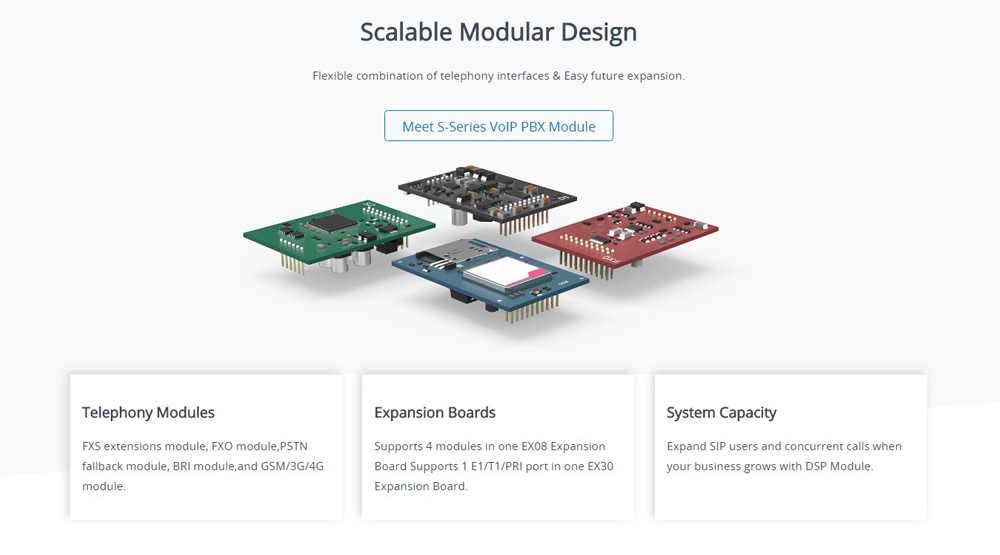 Scalable Modular Design
Flexible combination of telephony interfaces & Easy future expansion.
Meet S-Series VoIP PBX Module
Telephony Modules
FXS extensions module, FXO module,PSTN
fallback module, BRI module,and GSM/3G/4G
module.
Expansion Boards
Supports 4 modules in one EX08 Expansion
Board Supports 1 E1/T1/PRI port in one EX30
Expansion Board.
System Capacity
Expand SIP users and concurrent calls when
your business grows with DSP Module.